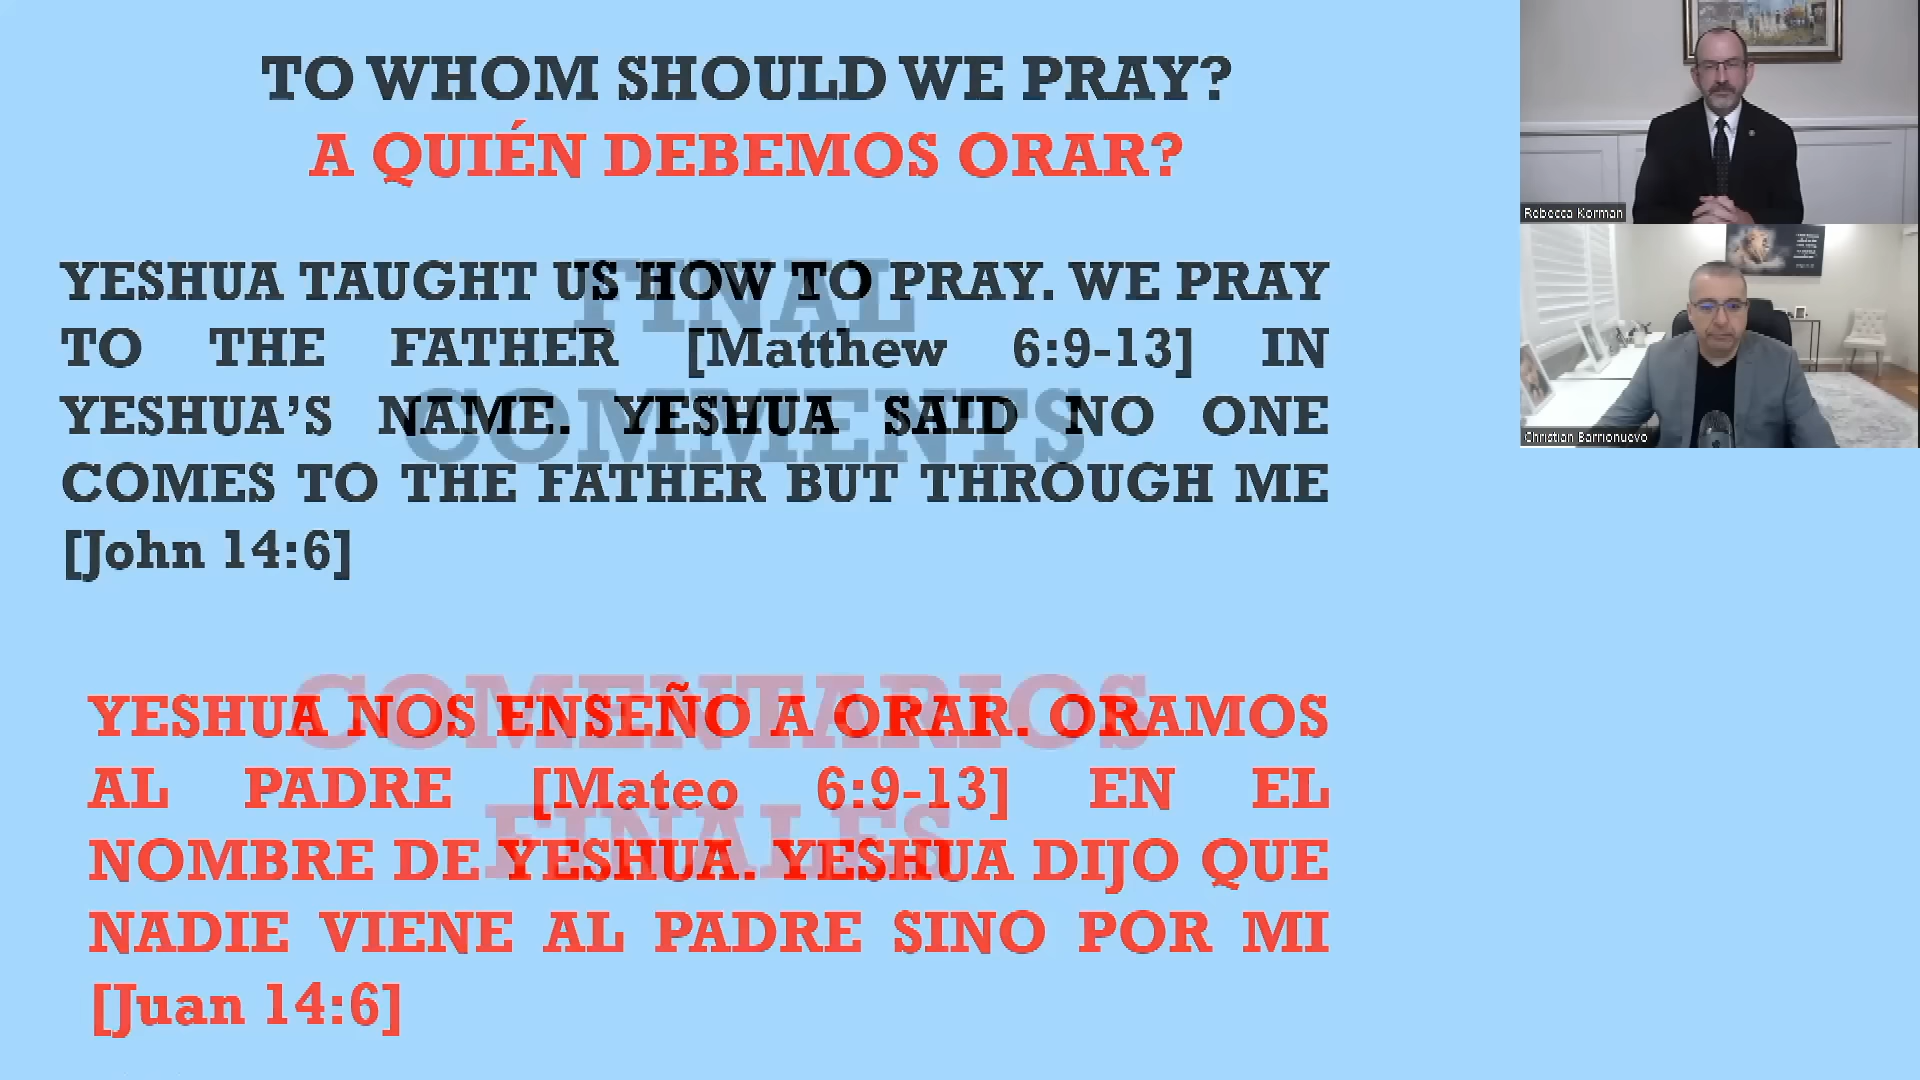 TO WHOM SHOULD WE PRAY?
A QUIÉN DEBEMOS ORAR?
YESHUA TAUGHT US HOW TO PRAY. WE PRAY
TO THE FATHER [Matthew 6:9-13] IN
YESHUA'S NAME. YESHUA SAID NO ONE
COMES TO THE FATHER BUT THROUGH ME
[John 14:6]
FINAL
COMMENTS
YESHUA NOS ENSEÑO A ORAR. ORAMOS
AL PADRE [Mateo 6:9-13] EN EL
NOMBRE DE YESHUA. YESHUA DIJO QUE
NADIE VIENE AL PADRE SINO POR MI
[Juan 14:6]
COMENTARIOS
FINALES
Rebecca Korman
Christian Barrionuevo